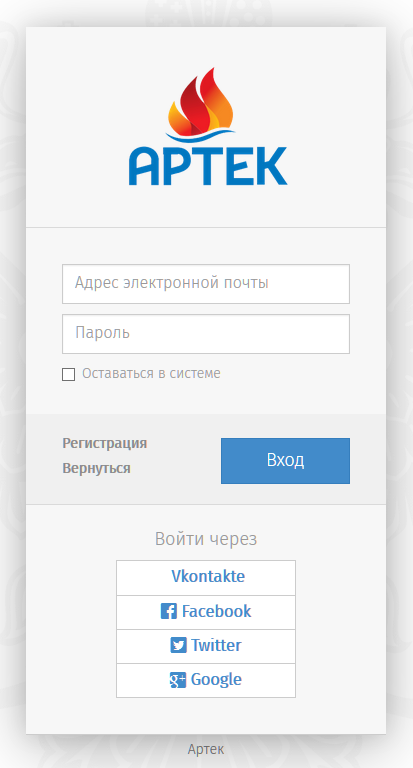 АРТЕК
Адрес электронной почты
Пароль
Оставаться в системе
Регистрация
Вернуться
Вход
Войти через
Vkontakte
Facebook
Twitter
Google
Артек